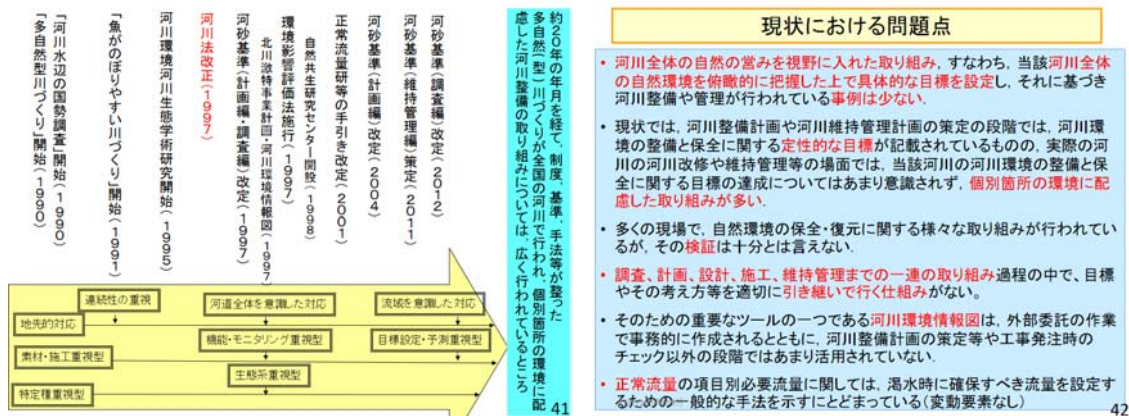 「多自然型川づくり」開始(1990)
「河川水辺の国勢調査」開始(1990)
「魚がのぼりやすい川づくり」開始(1991)
河川環境河川生態学術研究開始(1995)
河川法改正(1997)
河砂基準(計画編・調査編)改定(1997)
北川激特事業計画・河川環境情報図(1997)
環境影響評価法施行(1997)
自然共生研究センター開設(1998)
正常流量研等の手引き改定(2001)
河砂基準(計画編)改定(2004)
河砂基準(維持管理編)策定(2011)
河砂基準(調査編)改定(2012)
約20年の年月を経て、制度、基準、手法等が整った
多自然(型)川づくりが全国の河川で行われ、個別箇所の環境に配
慮した河川整備の取り組みについては、広く行われているところ
連続性の重視
河道全体を意識した対応
流域を意識した対応
地先的対応
機能・モニタリング重視型
目標設定・予測重視型
素材・施工重視型
生態系重視型
特定種重視型
41
現状における問題点
• 河川全体の自然の営みを視野に入れた取り組み, すなわち, 当該河川全体
の自然環境を俯瞰的に把握した上で具体的な目標を設定し, それに基づき
河川整備や管理が行われている事例は少ない.
• 現状では, 河川整備計画や河川維持管理計画の策定の段階では, 河川環
境の整備と保全に関する定性的な目標が記載されているものの, 実際の河
川の河川改修や維持管理等の場面では, 当該河川の河川環境の整備と保
全に関する目標の達成についてはあまり意識されず, 個別箇所の環境に配
慮した取り組みが多い.
• 多くの現場で, 自然環境の保全・復元に関する様々な取り組みが行われてい
るが, その検証は十分とは言えない.
• 調査、計画、設計、施工、維持管理までの一連の取り組み過程の中で、目標
やその考え方等を適切に引き継いで行く仕組みがない。
• そのための重要なツールの一つである河川環境情報図は, 外部委託の作業
で事務的に作成されるとともに, 河川整備計画の策定等や工事発注時の
チェック以外の段階ではあまり活用されていない.
• 正常流量の項目別必要流量に関しては, 渇水時に確保すべき流量を設定す
るための一般的な手法を示すにとどまっている(変動要素なし)
42